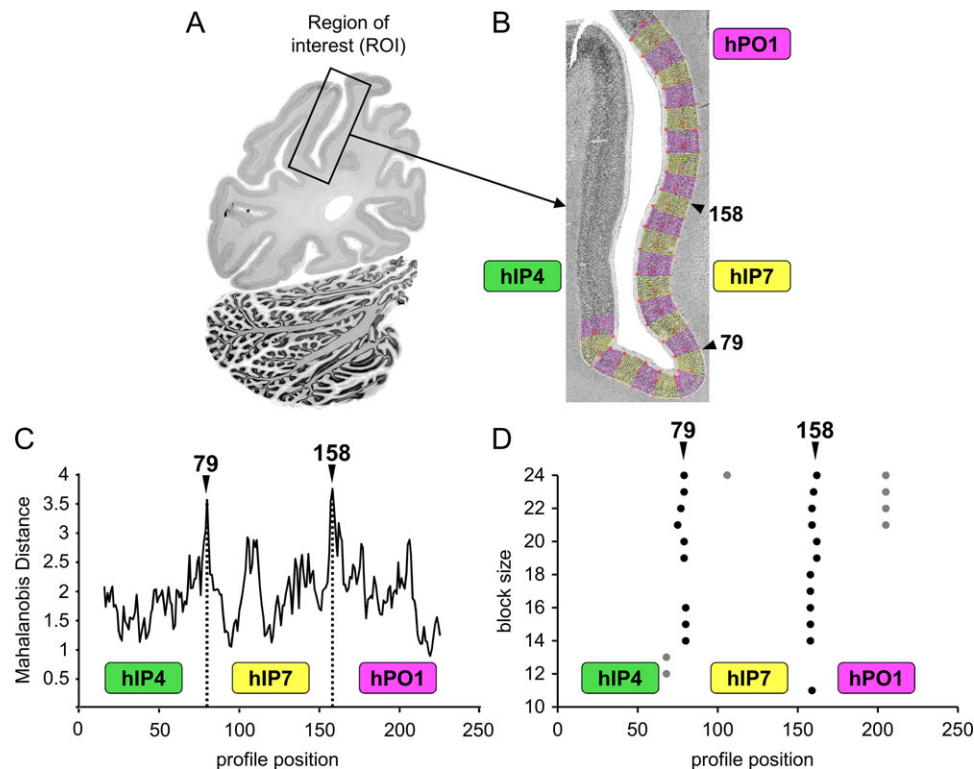 A
Region of
interest (ROI)
B
hPO1
158
hIP4
hIP7
79
C
79
158
4
3.5
3
2.5
2
1.5
1
0.5
Mahalanobis Distance
hIP4
hIP7
hPO1
0
50
100
150
200
250
profile position
D
79
158
24
22
20
18
16
14
12
10
block size
hIP4
hIP7
hPO1
0
50
100
150
200
250
profile position